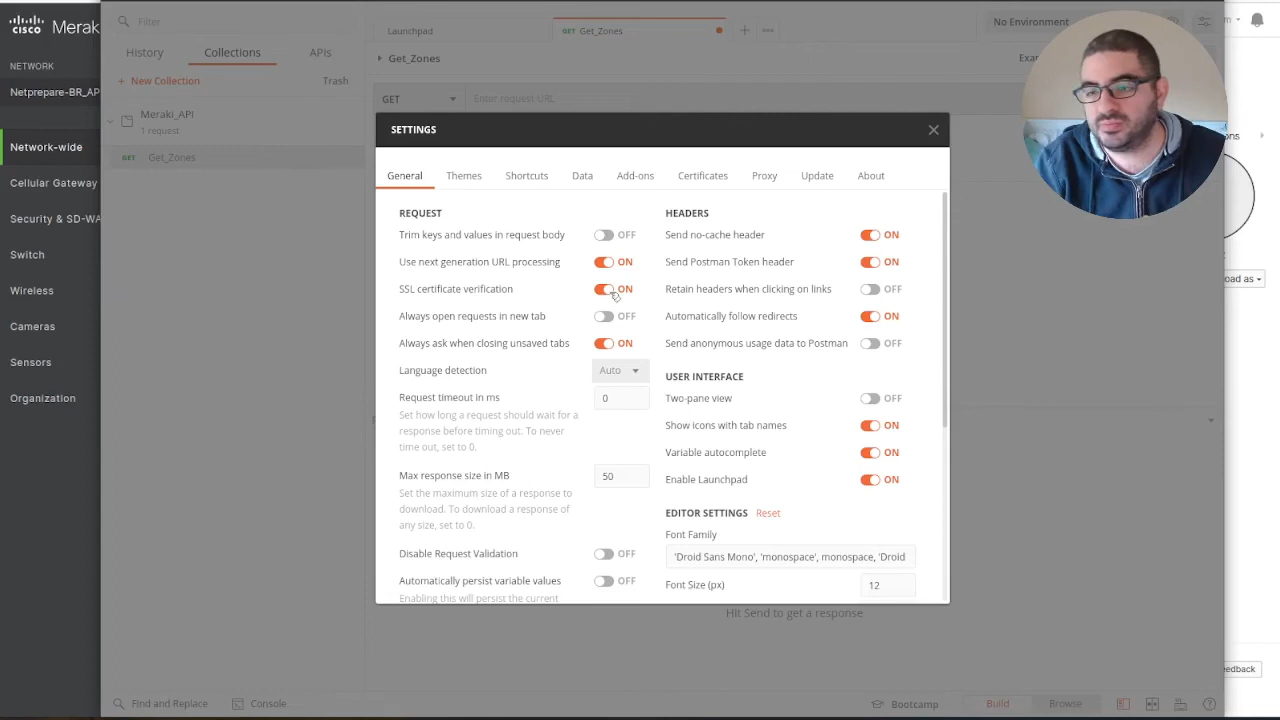 cisco Meraki
NETWORK
Netprepare-BR_AP
Network-wide
Cellular Gateway
Security & SD-WA
Switch
Wireless
Cameras
Sensors
Organization
Filter
History Collections APIs
+ New Collection Trash
Meraki_API
1 request
GET Get_Zones
Launchpad GET Get_Zones + ...
No Environment
Get_Zones
GET Enter request URL
SETTINGS
General Themes Shortcuts Data Add-ons Certificates Proxy Update About
REQUEST
Trim keys and values in request body OFF
Use next generation URL processing ON
SSL certificate verification ON
Always open requests in new tab OFF
Always ask when closing unsaved tabs ON
Language detection Auto
Request timeout in ms 0
Set how long a request should wait for a
response before timing out. To never
time out, set to 0.
Max response size in MB 50
Set the maximum size of a response to
download. To download a response of
any size, set to 0.
Disable Request Validation OFF
Automatically persist variable values OFF
Enabling this will persist the current
HEADERS
Send no-cache header ON
Send Postman Token header ON
Retain headers when clicking on links OFF
Automatically follow redirects ON
Send anonymous usage data to Postman OFF
USER INTERFACE
Two-pane view OFF
Show icons with tab names ON
Variable autocomplete ON
Enable Launchpad ON
EDITOR SETTINGS Reset
Font Family
'Droid Sans Mono', 'monospace', monospace, 'Droid
Font Size (px) 12
Hit Send to get a response
Find and Replace Console
Bootcamp Build Browse